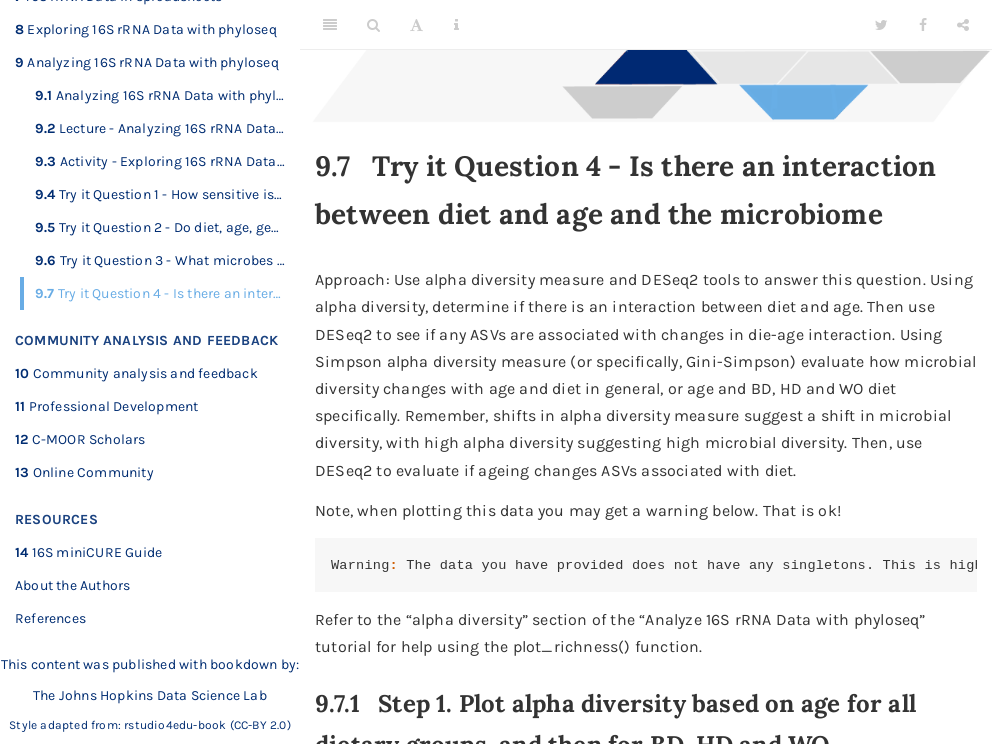 8 Exploring 16S rRNA Data with phyloseq
9 Analyzing 16S rRNA Data with phyloseq
9.1 Analyzing 16S rRNA Data with phyl...
9.2 Lecture - Analyzing 16S rRNA Data...
9.3 Activity - Exploring 16S rRNA Data...
9.4 Try it Question 1 - How sensitive is...
9.5 Try it Question 2 - Do diet, age, ge...
9.6 Try it Question 3 - What microbes ...
9.7 Try it Question 4 - Is there an inter...
COMMUNITY ANALYSIS AND FEEDBACK
10 Community analysis and feedback
11 Professional Development
12 C-MOOR Scholars
13 Online Community
RESOURCES
14 16S miniCURE Guide
About the Authors
References
This content was published with bookdown by:
The Johns Hopkins Data Science Lab
Style adapted from: rstudio4edu-book (CC-BY 2.0)
9.7 Try it Question 4 - Is there an interaction
between diet and age and the microbiome
Approach: Use alpha diversity measure and DESeq2 tools to answer this question. Using
alpha diversity, determine if there is an interaction between diet and age. Then use
DESeq2 to see if any ASVs are associated with changes in die-age interaction. Using
Simpson alpha diversity measure (or specifically, Gini-Simpson) evaluate how microbial
diversity changes with age and diet in general, or age and BD, HD and WO diet
specifically. Remember, shifts in alpha diversity measure suggest a shift in microbial
diversity, with high alpha diversity suggesting high microbial diversity. Then, use
DESeq2 to evaluate if ageing changes ASVs associated with diet.
Note, when plotting this data you may get a warning below. That is ok!
Warning: The data you have provided does not have any singletons. This is high
Refer to the “alpha diversity” section of the “Analyze 16S rRNA Data with phyloseq”
tutorial for help using the plot_richness() function.
9.7.1 Step 1. Plot alpha diversity based on age for all
dietary groups, and then for BD, HD and WO